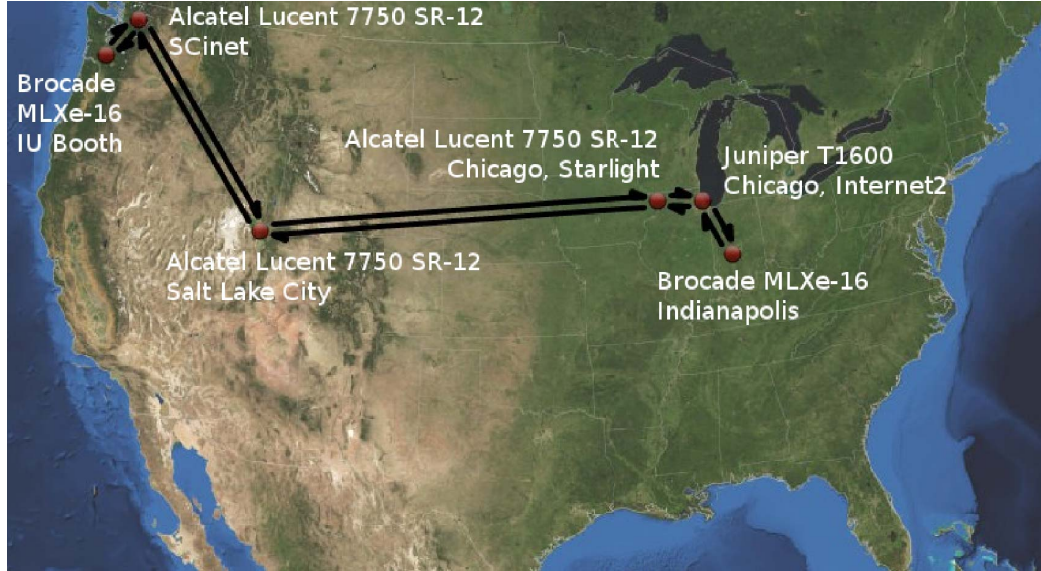 Alcatel Lucent 7750 SR-12
SCinet
Brocade
MLXe-16
IU Booth
Alcatel Lucent 7750 SR-12
Chicago, Starlight
Juniper T1600
Chicago, Internet2
Alcatel Lucent 7750 SR-12
Salt Lake City
Brocade MLXe-16
Indianapolis